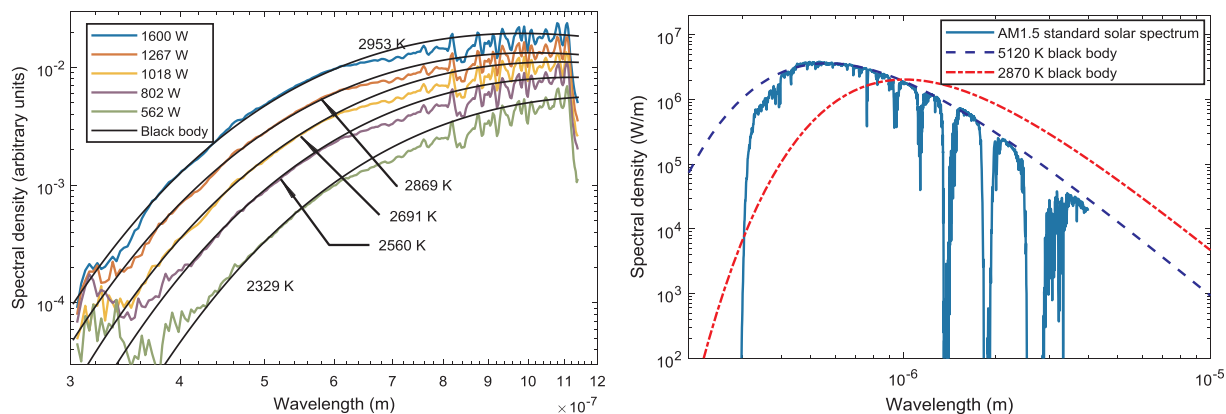 1600 W
1267 W
1018 W
802 W
562 W
Black body
2953 K
2869 K
2691 K
2560 K
2329 K
Spectral density (arbitrary units)
10^-2
10^-3
10^-4
3 4 5 6 7 8 9 10 11 12
Wavelength (m)
×10^-7
AM1.5 standard solar spectrum
5120 K black body
2870 K black body
Spectral density (W/m)
10^7
10^6
10^5
10^4
10^3
10^2
10^-6
10^-5
Wavelength (m)